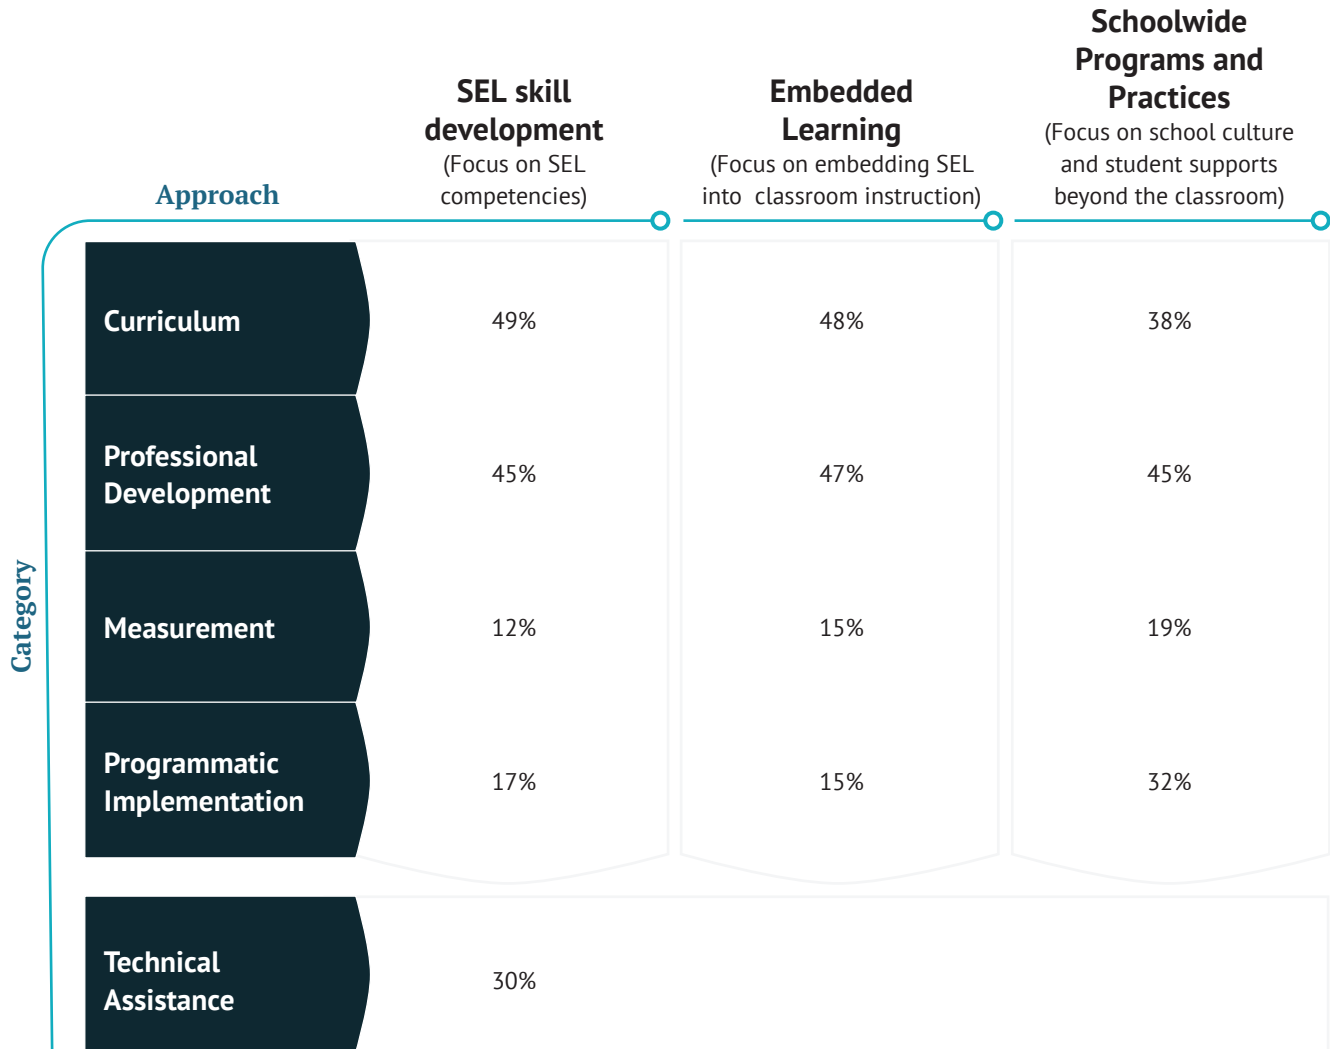 Approach
SEL skill
development
(Focus on SEL
competencies)
Embedded
Learning
(Focus on embedding SEL
into classroom instruction)
Schoolwide
Programs and
Practices
(Focus on school culture
and student supports
beyond the classroom)
Category
Curriculum
49%
48%
38%
Professional
Development
45%
47%
45%
Measurement
12%
15%
19%
Programmatic
Implementation
17%
15%
32%
Technical
Assistance
30%